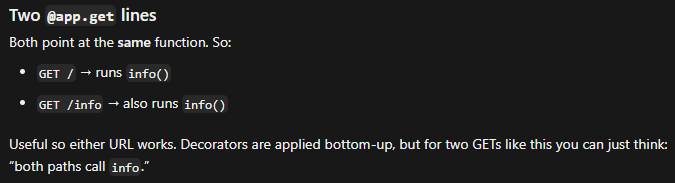 Two @app.get lines
Both point at the same function. So:
• GET / → runs info()
• GET /info → also runs info()
Useful so either URL works. Decorators are applied bottom-up, but for two GETs like this you can just think:
“both paths call info.”